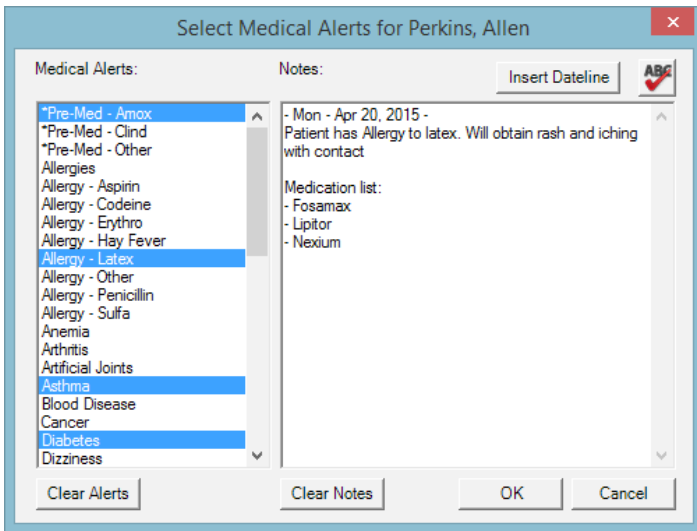 Select Medical Alerts for Perkins, Allen
×
Medical Alerts:
Notes:
Insert Dateline
ABC
*Pre-Med - Amox
*Pre-Med - Clind
*Pre-Med - Other
Allergies
Allergy - Aspirin
Allergy - Codeine
Allergy - Erythro
Allergy - Hay Fever
Allergy - Latex
Allergy - Other
Allergy - Penicillin
Allergy - Sulfa
Anemia
Arthritis
Artificial Joints
Asthma
Blood Disease
Cancer
Diabetes
Dizziness
- Mon - Apr 20, 2015 -
Patient has Allergy to latex. Will obtain rash and iching
with contact
Medication list:
- Fosamax
- Lipitor
- Nexium
Clear Alerts
Clear Notes
OK
Cancel